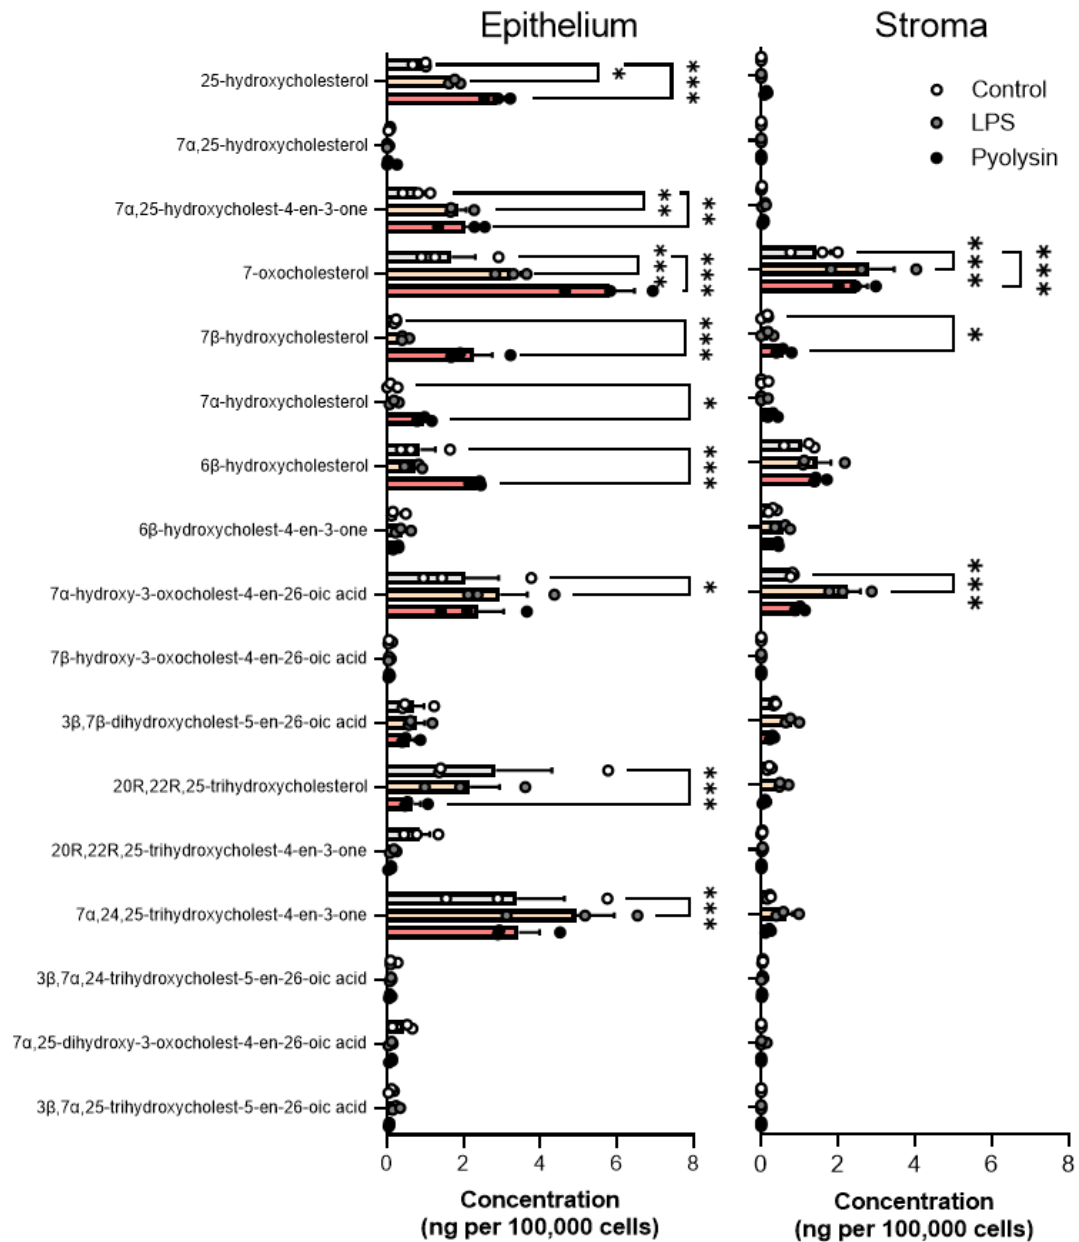 Epithelium
Stroma
Control
LPS
Pyolysin
25-hydroxycholesterol
* ***
7α,25-hydroxycholesterol
7α,25-hydroxycholest-4-en-3-one
** **
7-oxocholesterol
*** ***
*** ***
7β-hydroxycholesterol
***
*
7α-hydroxycholesterol
*
6β-hydroxycholesterol
***
6β-hydroxycholest-4-en-3-one
7α-hydroxy-3-oxocholest-4-en-26-oic acid
*
***
7β-hydroxy-3-oxocholest-4-en-26-oic acid
3β,7β-dihydroxycholest-5-en-26-oic acid
20R,22R,25-trihydroxycholesterol
***
20R,22R,25-trihydroxycholest-4-en-3-one
7α,24,25-trihydroxycholest-4-en-3-one
***
3β,7α,24-trihydroxycholest-5-en-26-oic acid
7α,25-dihydroxy-3-oxocholest-4-en-26-oic acid
3β,7α,25-trihydroxycholest-5-en-26-oic acid
0 2 4 6 8
0 2 4 6 8
Concentration
(ng per 100,000 cells)
Concentration
(ng per 100,000 cells)